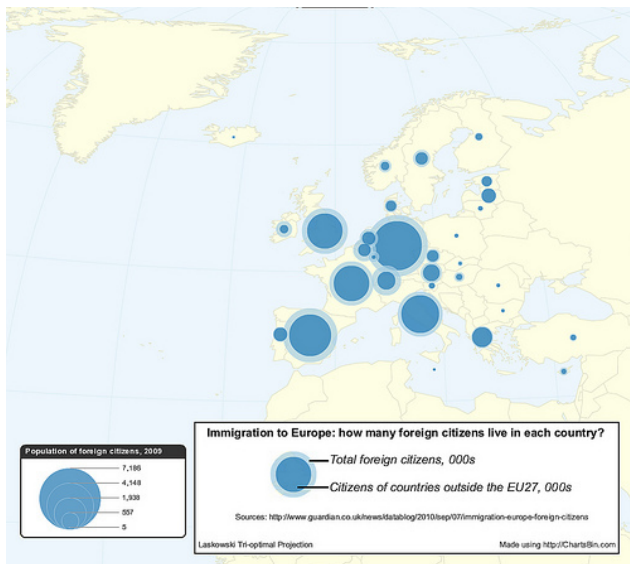 Immigration to Europe: how many foreign citizens live in each country?
Total foreign citizens, 000s
Citizens of countries outside the EU27, 000s
Sources: http://www.guardian.co.uk/news/datablog/2010/sep/07/immigration-europe-foreign-citizens
Laskowski Tri-optimal Projection
Made using http://ChartsBin.com
Population of foreign citizens, 2009
7,186
4,148
1,938
557
5